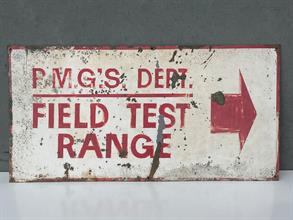 P.M.G'S. DEPT.
FIELD TEST
RANGE